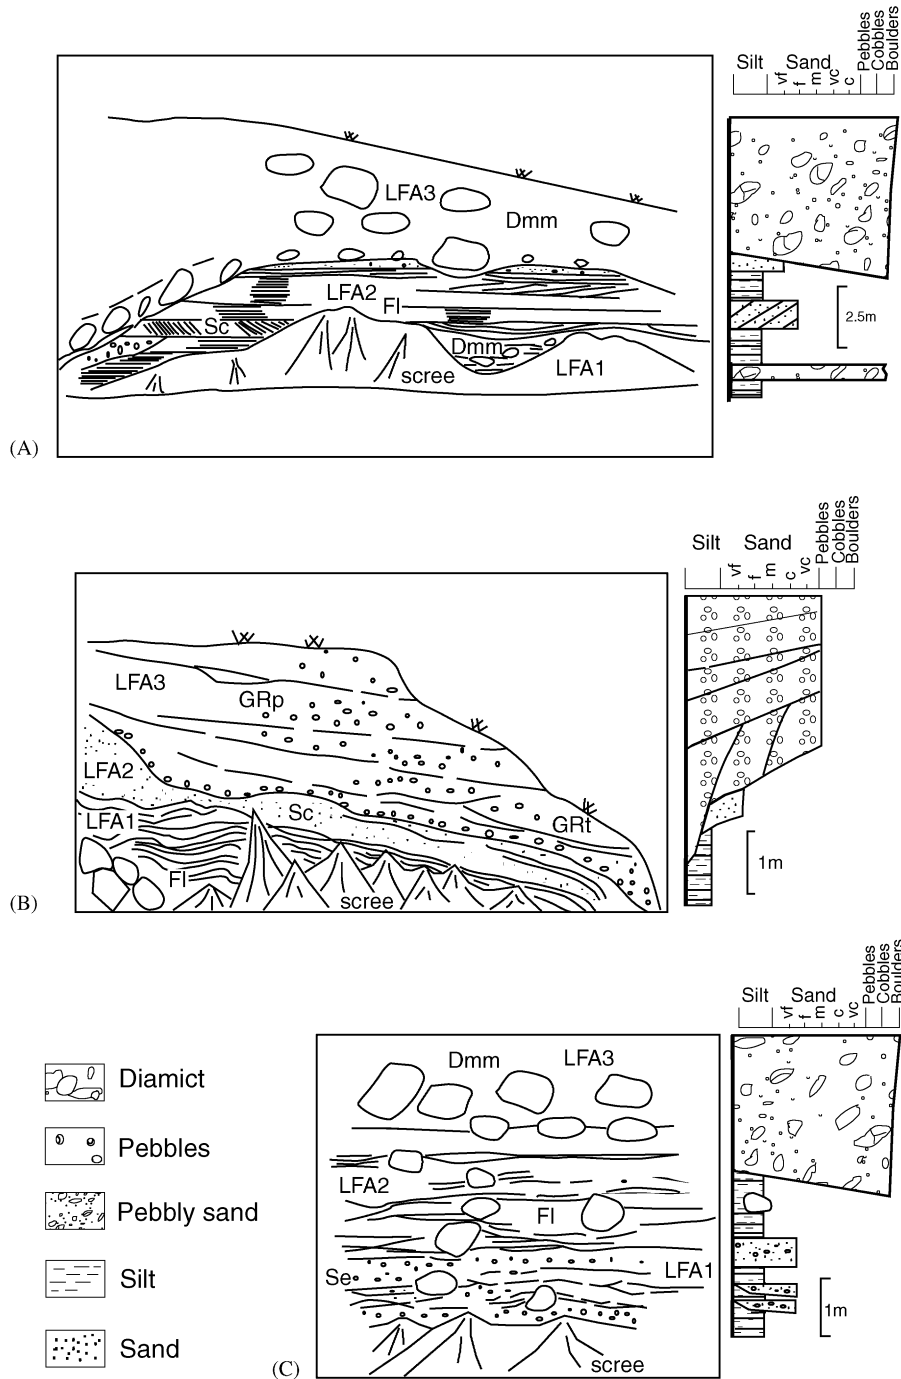 Silt Sand Pebbles Cobbles Boulders
vf f m vc c
LFA3
Dmm
LFA2 Fl
Sc
Dmm
scree LFA1
2.5m
(A)
Silt Sand Pebbles Cobbles Boulders
vf f m c vc
LFA3
GRp
LFA2
Sc
LFA1 GRt
Fl
scree
1m
(B)
Silt Sand Pebbles Cobbles Boulders
vf f m c vc
Dmm LFA3
LFA2
Fl
Se LFA1
scree
1m
(C)
Diamict
Pebbles
Pebbly sand
Silt
Sand